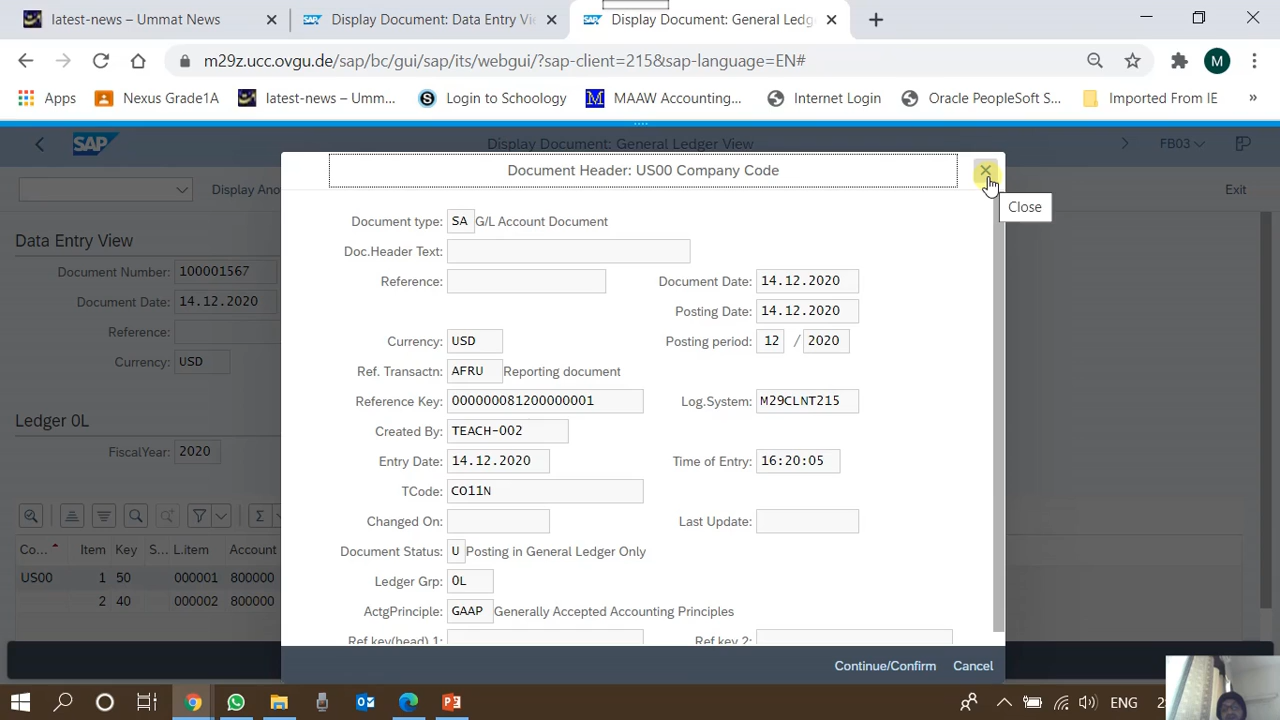 latest-news – Ummat News
Display Document: Data Entry Vi
Display Document: General Ledg
m29z.ucc.ovgu.de/sap/bc/gui/sap/its/webgui/?sap-client=215&sap-language=EN#
M
Apps
Nexus Grade1A
latest-news – Umm...
Login to Schoology
MAAW Accounting...
Internet Login
Oracle PeopleSoft S...
Imported From IE
»
SAP
Display Document: General Ledger View
FB03
Display Ano
Exit
Document Header: US00 Company Code
Close
Data Entry View
Document Number: 100001567
Document Date: 14.12.2020
Reference:
Currency: USD
Ledger 0L
FiscalYear: 2020
Co... Item Key S... L.item Account
US00 1 50 000001 800000
2 40 000002 800000
Document type: SA G/L Account Document
Doc.Header Text:
Reference: Document Date: 14.12.2020
Posting Date: 14.12.2020
Currency: USD Posting period: 12 / 2020
Ref. Transactn: AFRU Reporting document
Reference Key: 000000081200000001 Log.System: M29CLNT215
Created By: TEACH-002
Entry Date: 14.12.2020 Time of Entry: 16:20:05
TCode: CO11N
Changed On: Last Update:
Document Status: U Posting in General Ledger Only
Ledger Grp: 0L
ActgPrinciple: GAAP Generally Accepted Accounting Principles
Ref key(head) 1: Ref key 2:
Continue/Confirm Cancel
ENG